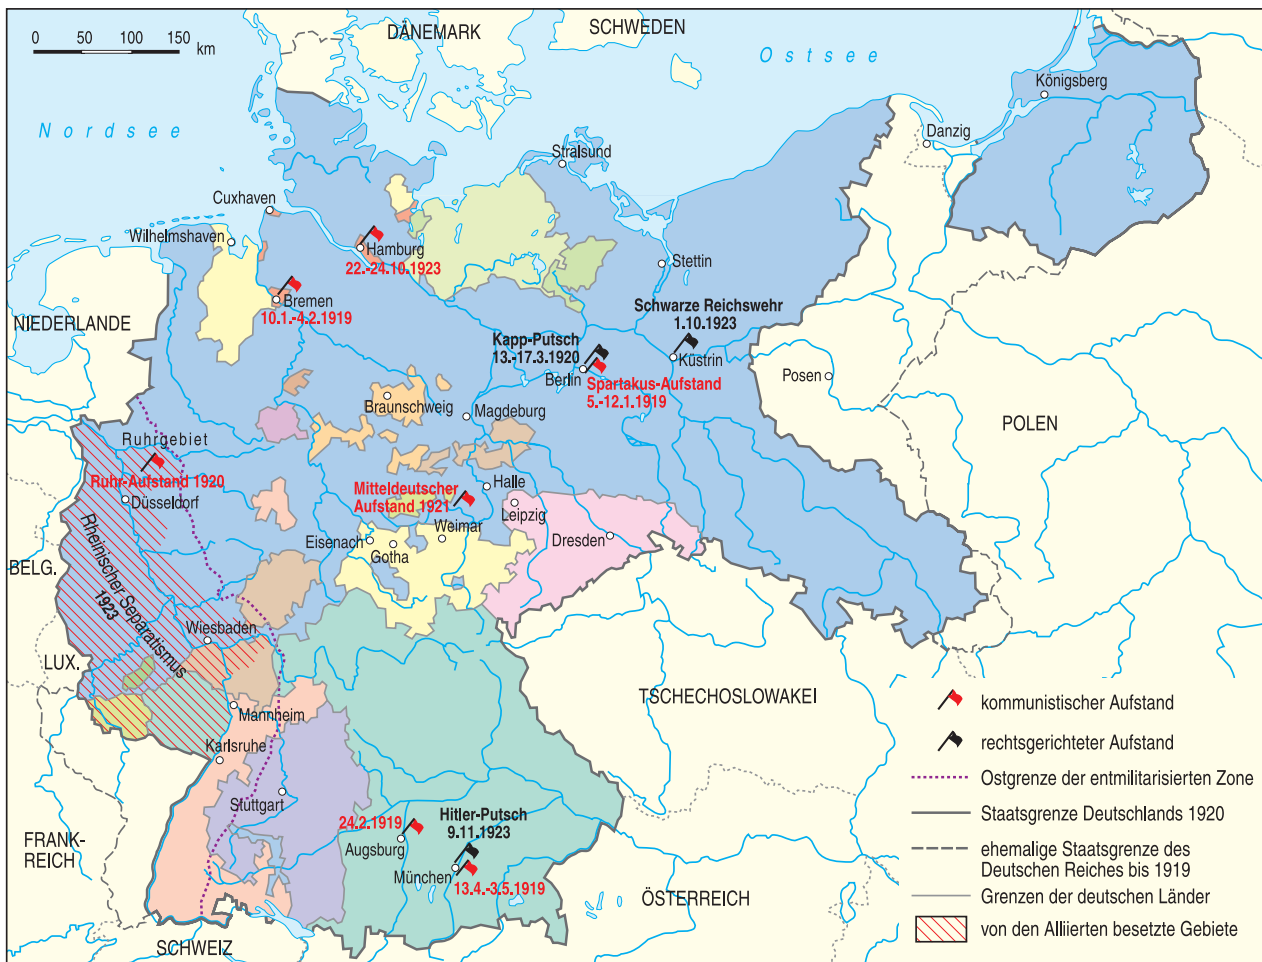 0 50 100 150
km
DÄNEMARK
SCHWEDEN
Ostsee
Nordsee
Königsberg
Danzig
Stralsund
Cuxhaven
Wilhelmshaven
Hamburg
22.-24.10.1923
Stettin
Bremen
10.1.-4.2.1919
NIEDERLANDE
Schwarze Reichswehr
1.10.1923
Küstrin
Kapp-Putsch
13.-17.3.1920
Berlin
Spartakus-Aufstand
5.-12.1.1919
Posen
POLEN
Braunschweig
Magdeburg
Ruhrgebiet
Ruhr-Aufstand 1920
Düsseldorf
Mitteldeutscher
Aufstand 1921
Halle
Leipzig
Weimar
Eisenach
Gotha
Dresden
BELG.
Rheinischer Separatismus
1923
Wiesbaden
LUX.
Mannheim
Karlsruhe
TSCHECHOSLOWAKEI
Stuttgart
24.2.1919
Augsburg
Hitler-Putsch
9.11.1923
München
13.4.-3.5.1919
FRANK-
REICH
SCHWEIZ
ÖSTERREICH
kommunistischer Aufstand
rechtsgerichteter Aufstand
Ostgrenze der entmilitarisierten Zone
Staatsgrenze Deutschlands 1920
ehemalige Staatsgrenze des
Deutschen Reiches bis 1919
Grenzen der deutschen Länder
von den Alliierten besetzte Gebiete